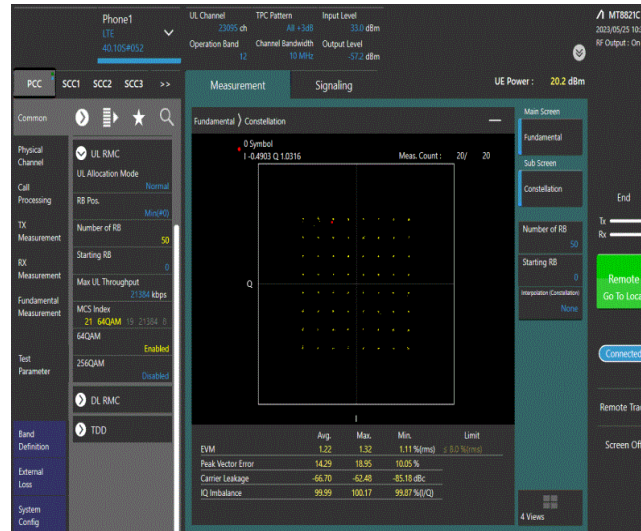 Phone1
LTE
40.105#052
UL Channel
23095 ch
TPC Pattern
All +3dB
Input Level
33.0 dBm
Operation Band
12
Channel Bandwidth
10 MHz
Output Level
-57.2 dBm
MT8821C
2023/05/25 10:
RF Output : On
PCC SCC1 SCC2 SCC3 >>
Measurement
Signaling
UE Power : 20.2 dBm
Common
Physical
Channel
Call
Processing
TX
Measurement
RX
Measurement
Fundamental
Measurement
Test
Parameter
Band
Definition
External
Loss
System
Config
UL RMC
UL Allocation Mode
Normal
RB Pos.
Min(#0)
Number of RB
50
Starting RB
0
Max UL Throughput
21384 kbps
MCS Index
21 64QAM 19 21384 8
64QAM
Enabled
256QAM
Disabled
DL RMC
TDD
Fundamental ❭ Constellation
0 Symbol
I -0.4903 Q 1.0316
Meas. Count : 20/ 20
Q
I
Avg. Max. Min. Limit
EVM 1.22 1.32 1.11 %(rms) ≤ 8.0 %(rms)
Peak Vector Error 14.29 18.95 10.05 %
Carrier Leakage -66.70 -62.48 -85.18 dBc
IQ Imbalance 99.99 100.17 99.87 %(I/Q)
Main Screen
Fundamental
Sub Screen
Constellation
Number of RB
50
Starting RB
0
Interpolation (Constellation)
None
4 Views
End
Tx
Rx
Remote
Go To Loca
Connected
Remote Tra
Screen Off